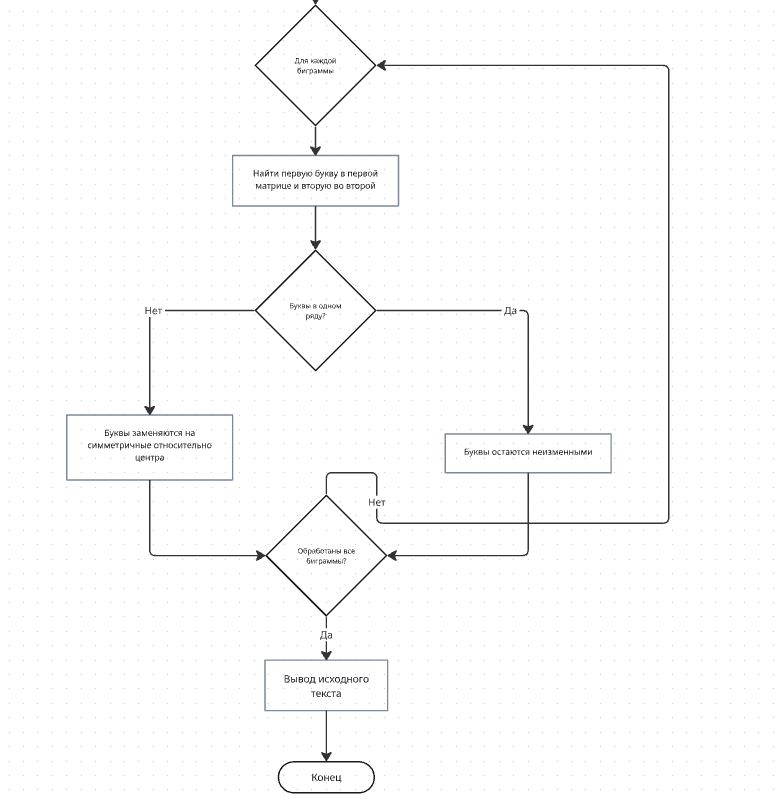 Для каждой
биграммы
Найти первую букву в первой
матрице и вторую во второй
Буквы в одном
ряду?
Нет
Да
Буквы заменяются на
симметричные относительно
центра
Буквы остаются неизменными
Нет
Обработаны все
биграммы?
Да
Вывод исходного
текста
Конец